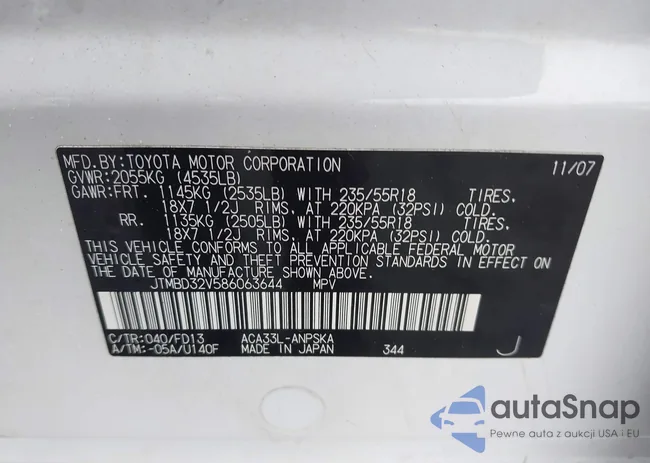 MFD.BY:TOYOTA MOTOR CORPORATION 11/07
GVWR:2055KG (4535LB)
GAWR:FRT. 1145KG (2535LB) WITH 235/55R18 TIRES.
18X7 1/2J RIMS. AT 220KPA (32PSI) COLD.
RR. 1135KG (2505LB) WITH 235/55R18 TIRES.
18X7 1/2J RIMS. AT 220KPA (32PSI) COLD.
THIS VEHICLE CONFORMS TO ALL APPLICABLE FEDERAL MOTOR
VEHICLE SAFETY AND THEFT PREVENTION STANDARDS IN EFFECT ON
THE DATE OF MANUFACTURE SHOWN ABOVE.
JTMBD32V586063644 MPV
C/TR:040/FD13 ACA33L-ANPSKA
A/TM:-05A/U140F MADE IN JAPAN 344 J
autaSnap
Pewne auta z aukcji USA i EU